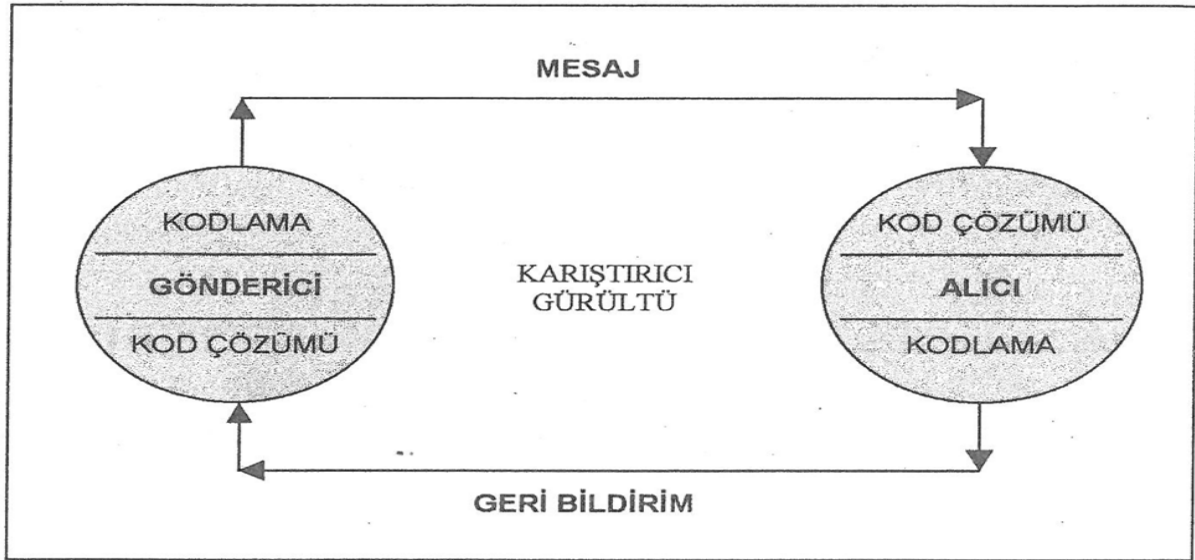 MESAJ
KODLAMA
GÖNDERİCİ
KOD ÇÖZÜMÜ
KARIŞTIRICI
GÜRÜLTÜ
KOD ÇÖZÜMÜ
ALICI
KODLAMA
GERİ BİLDİRİM